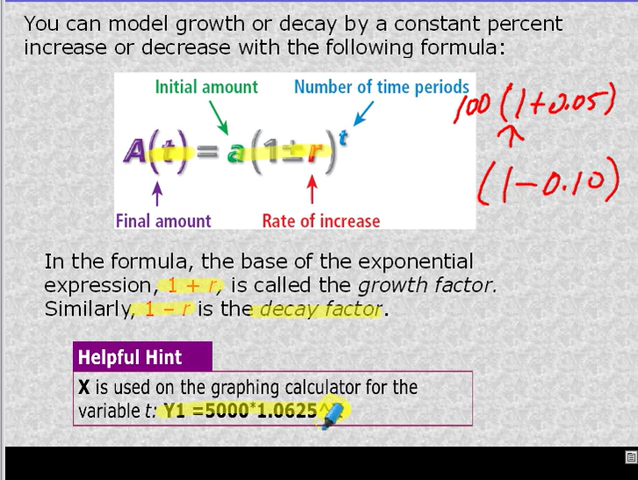 You can model growth or decay by a constant percent
increase or decrease with the following formula:
Initial amount
Number of time periods
A(t) = a(1±r)^t
Final amount
Rate of increase
100(1+0.05)
(1-0.10)
In the formula, the base of the exponential
expression, 1 + r, is called the growth factor.
Similarly, 1 – r is the decay factor.
Helpful Hint
X is used on the graphing calculator for the
variable t: Y1 =5000*1.0625^X